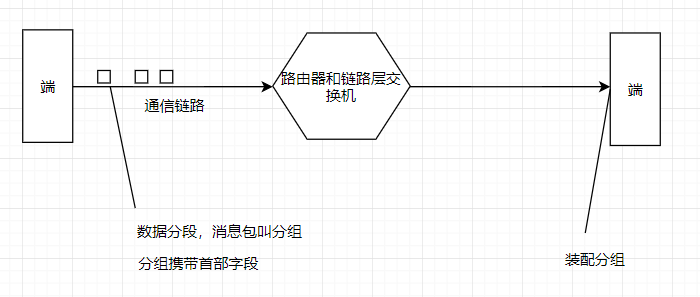 端
通信链路
路由器和链路层交
换机
端
数据分段，消息包叫分组
分组携带首部字段
装配分组